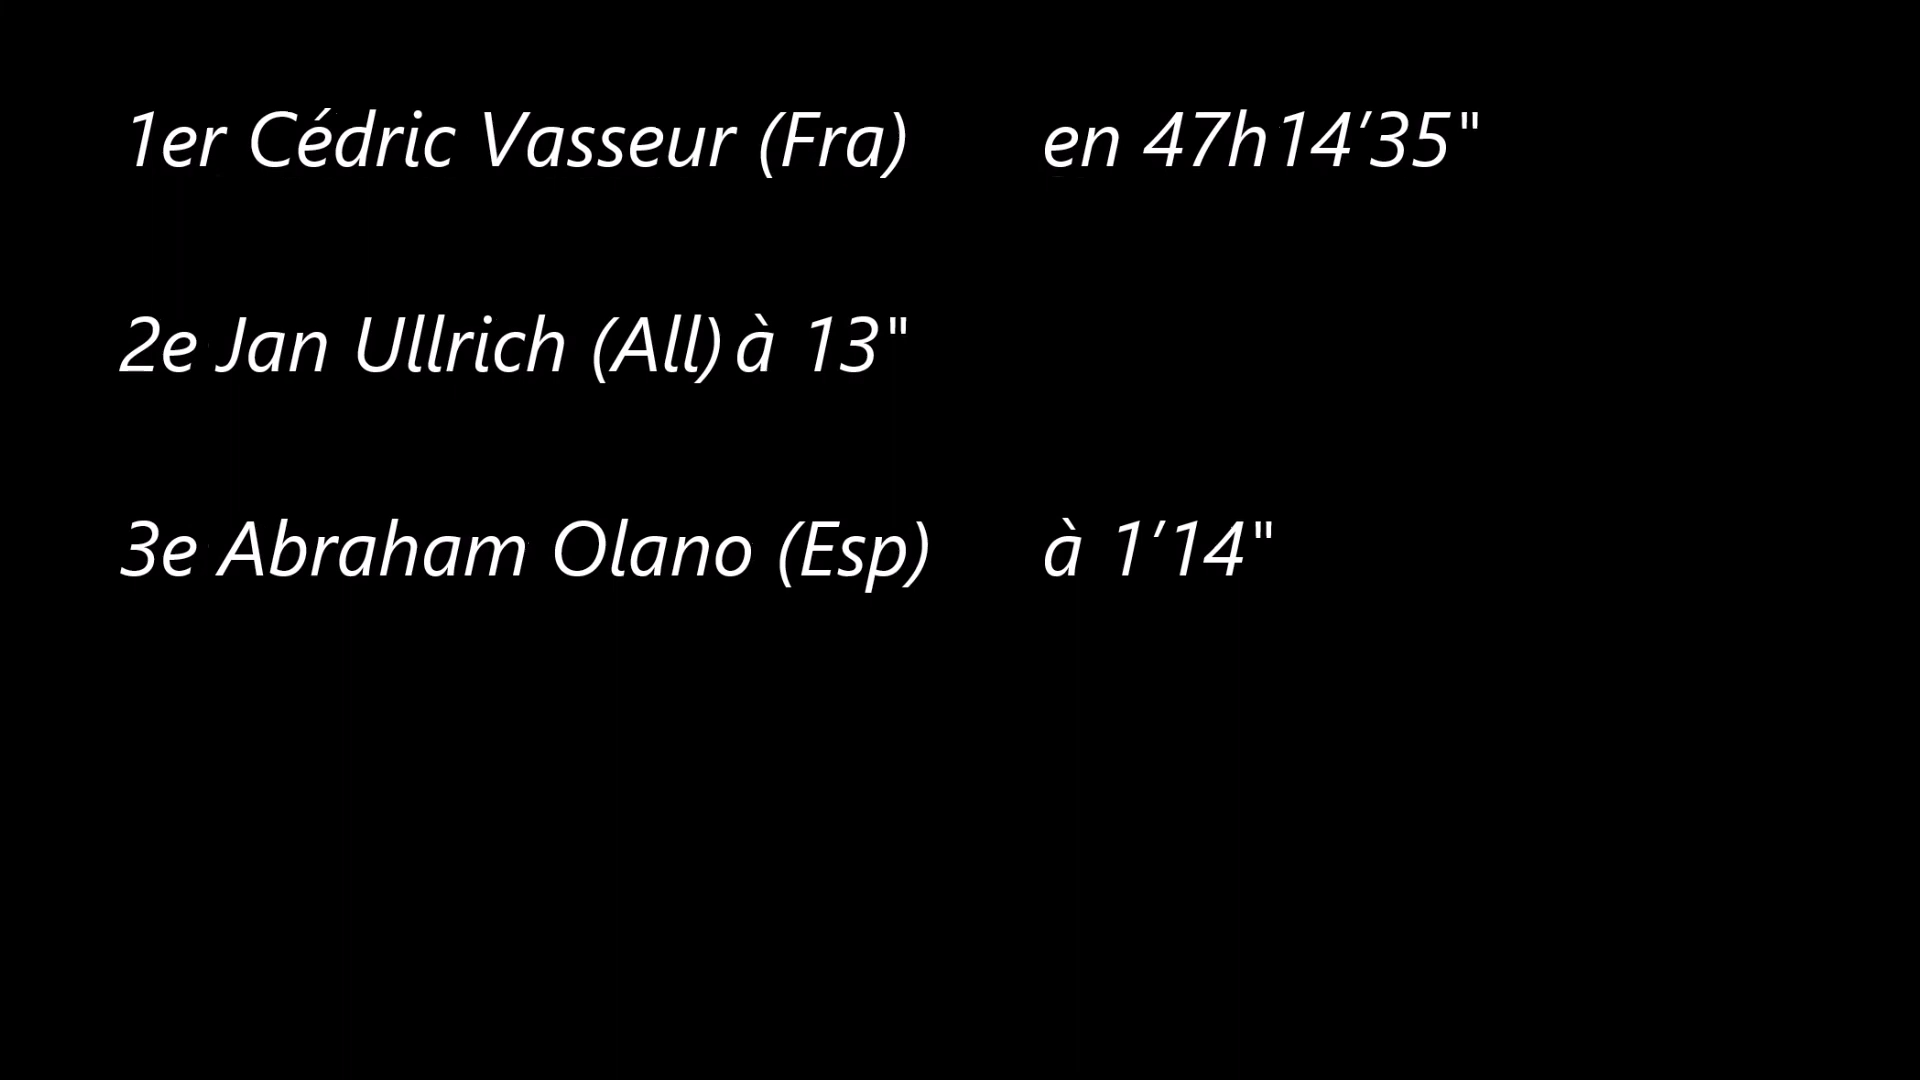 1er Cédric Vasseur (Fra) en 47h14’35"
2e Jan Ullrich (All) à 13"
3e Abraham Olano (Esp) à 1’14"